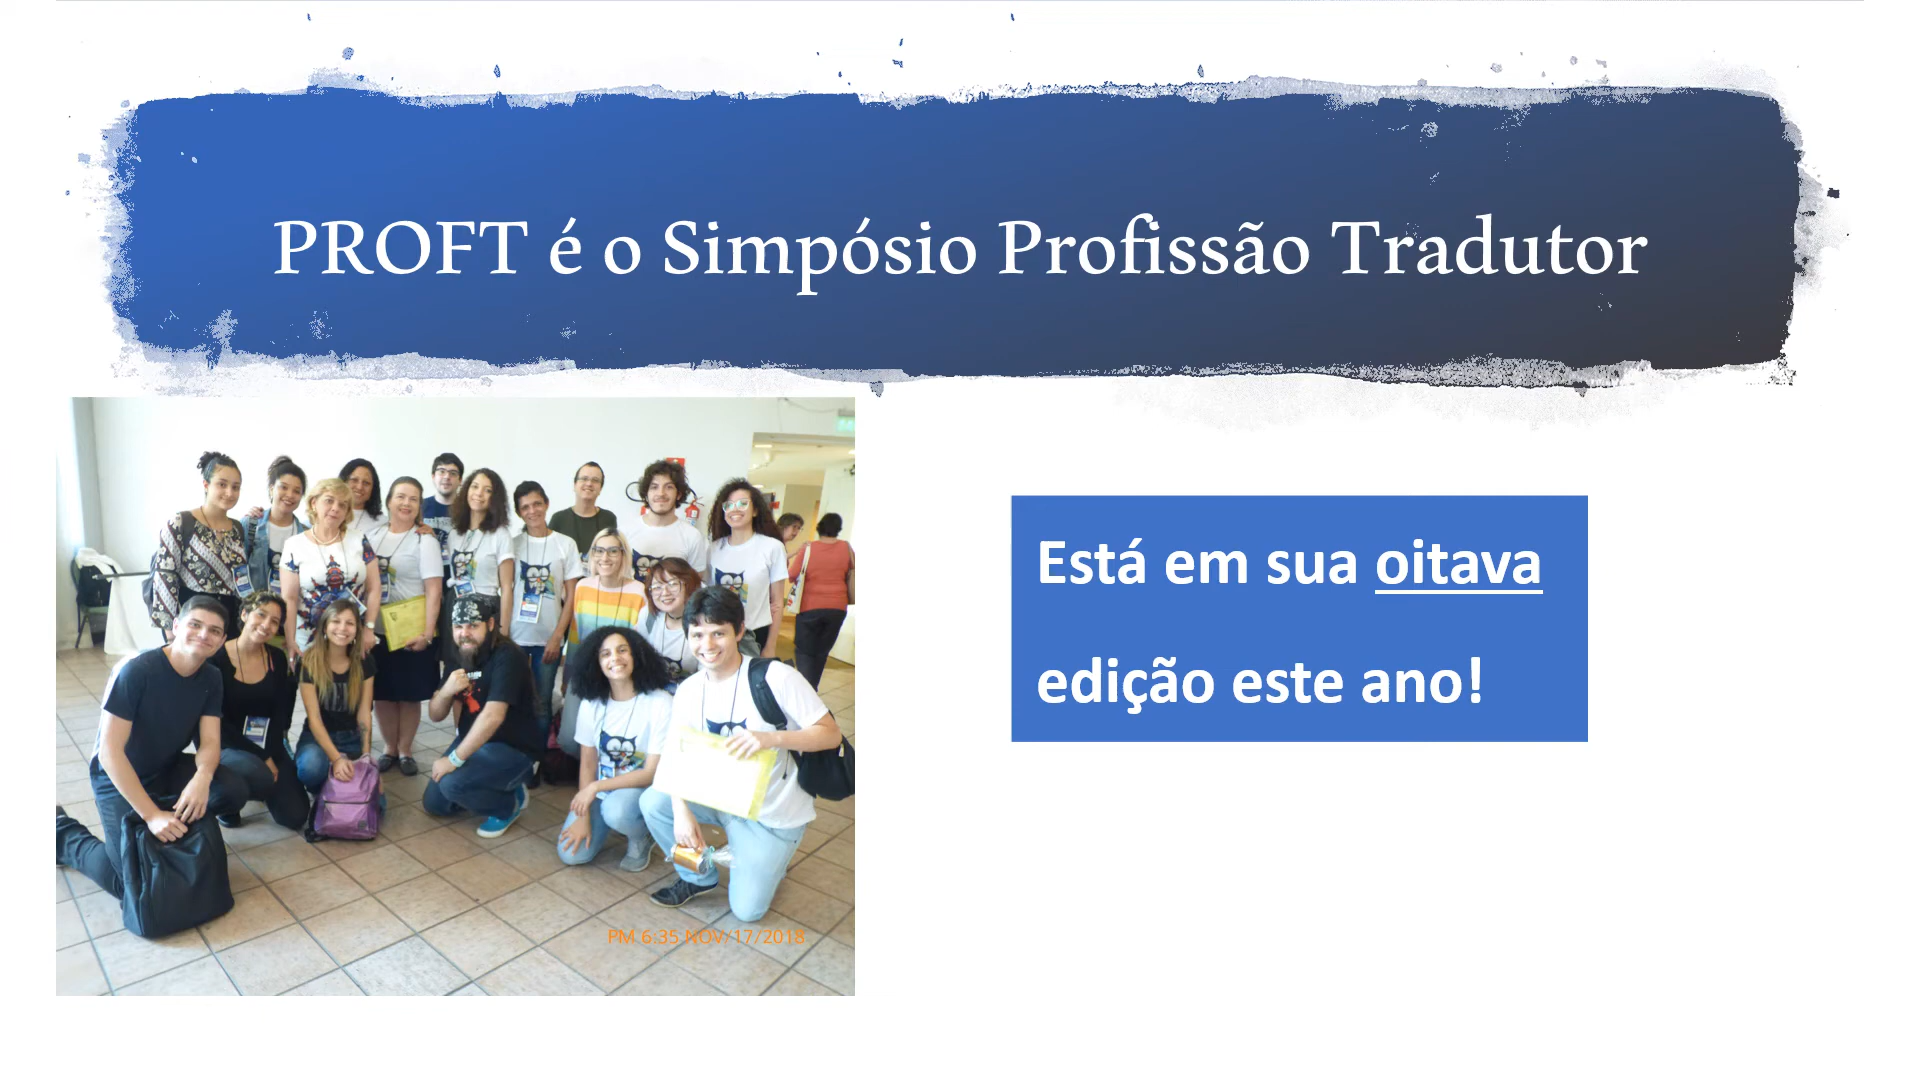 PROFT é o Simpósio Profissão Tradutor
Está em sua oitava
edição este ano!
PM 6:35 NOV/17/2018